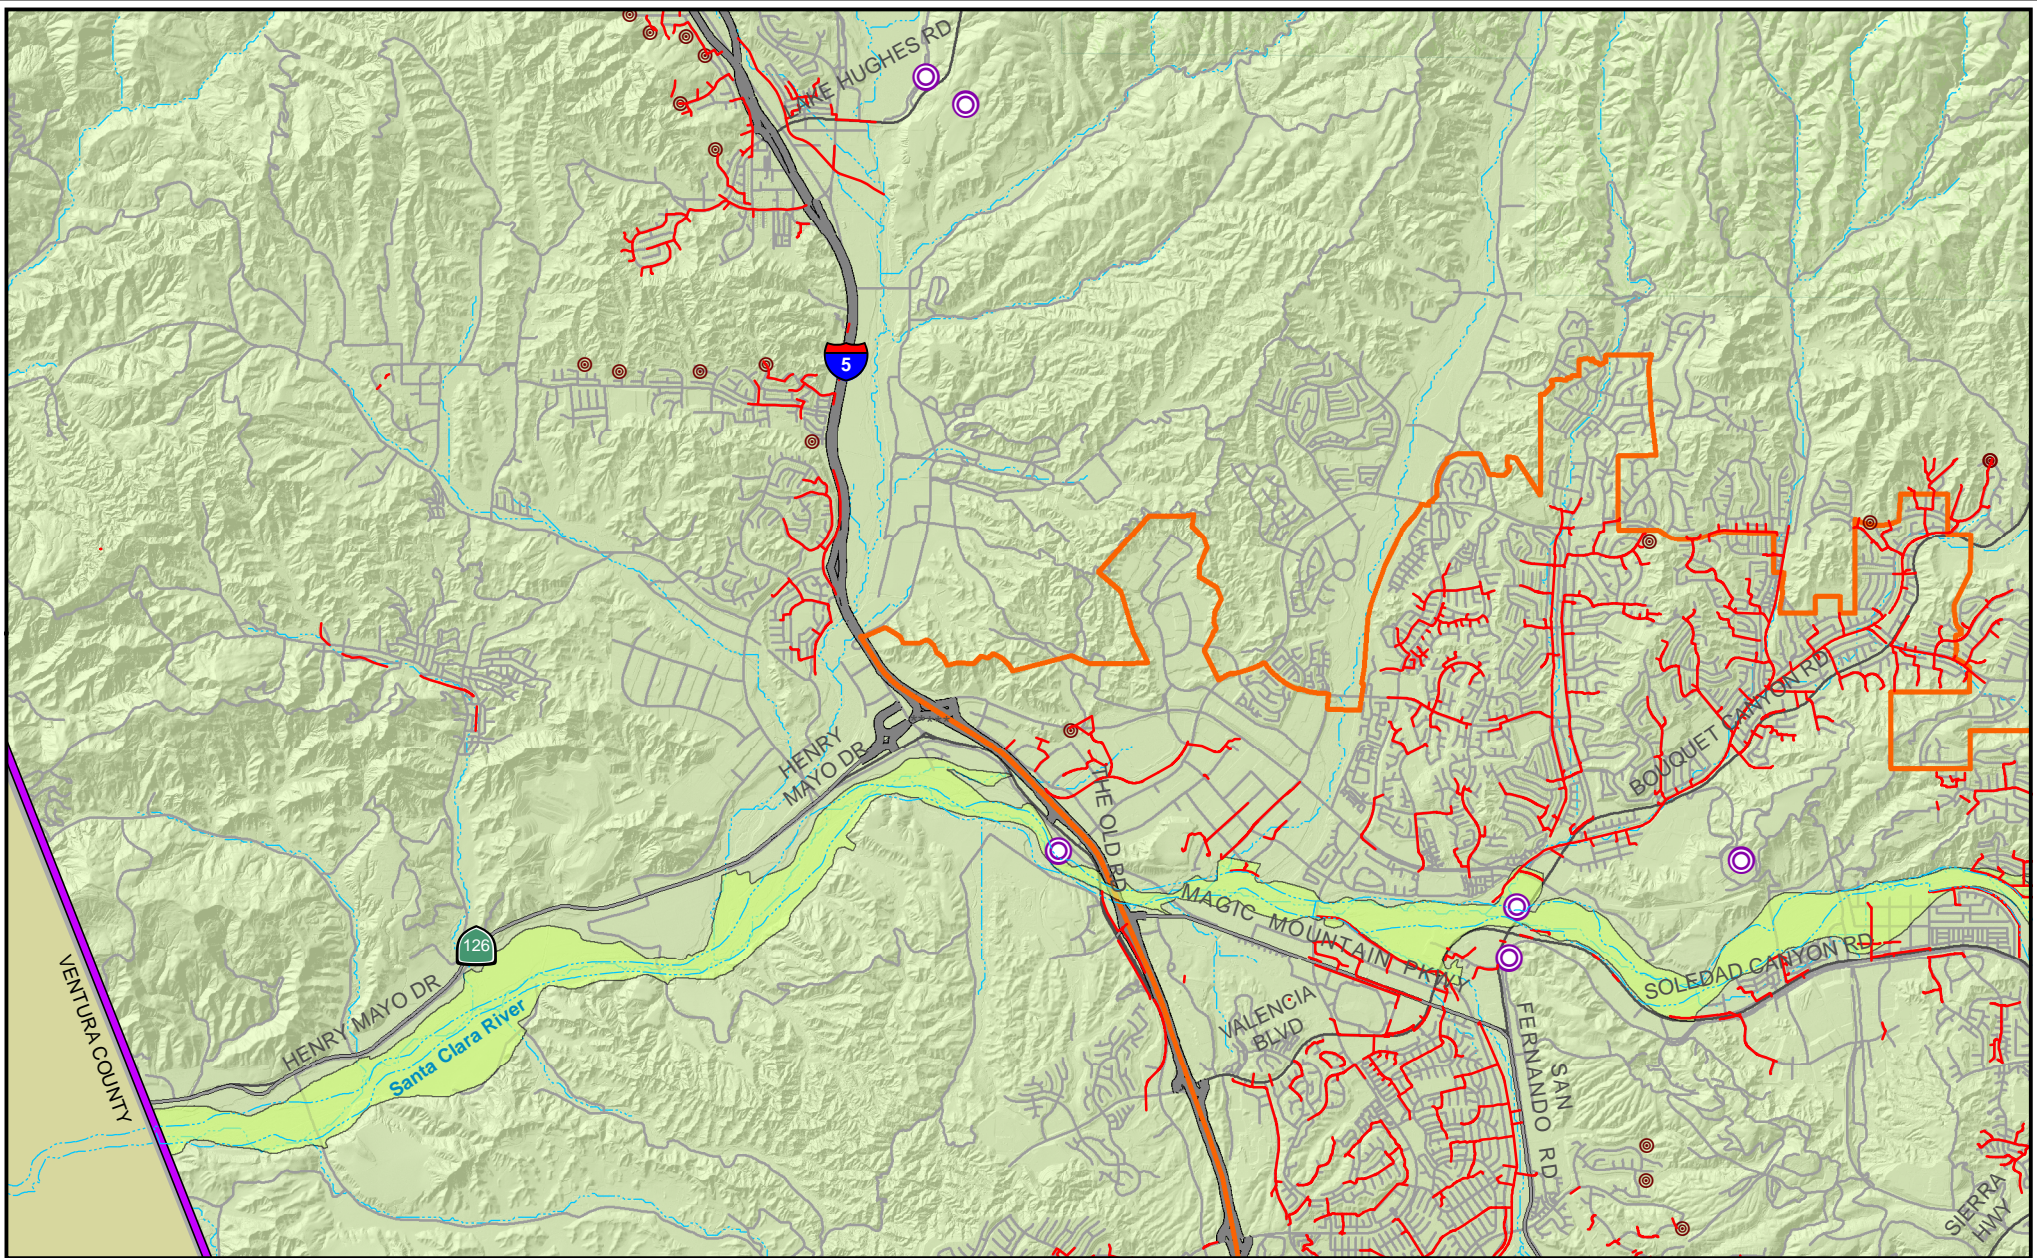 LAKE HUGHES RD
5
HENRY
MAYO DR
THE OLD RD
BOUQUET CANYON RD
MAGIC MOUNTAIN PKWY
126
HENRY MAYO DR
Santa Clara River
VENTURA COUNTY
VALENCIA
BLVD
SOLEDAD CANYON RD
SAN
FERNANDO RD
SIERRA
HWY